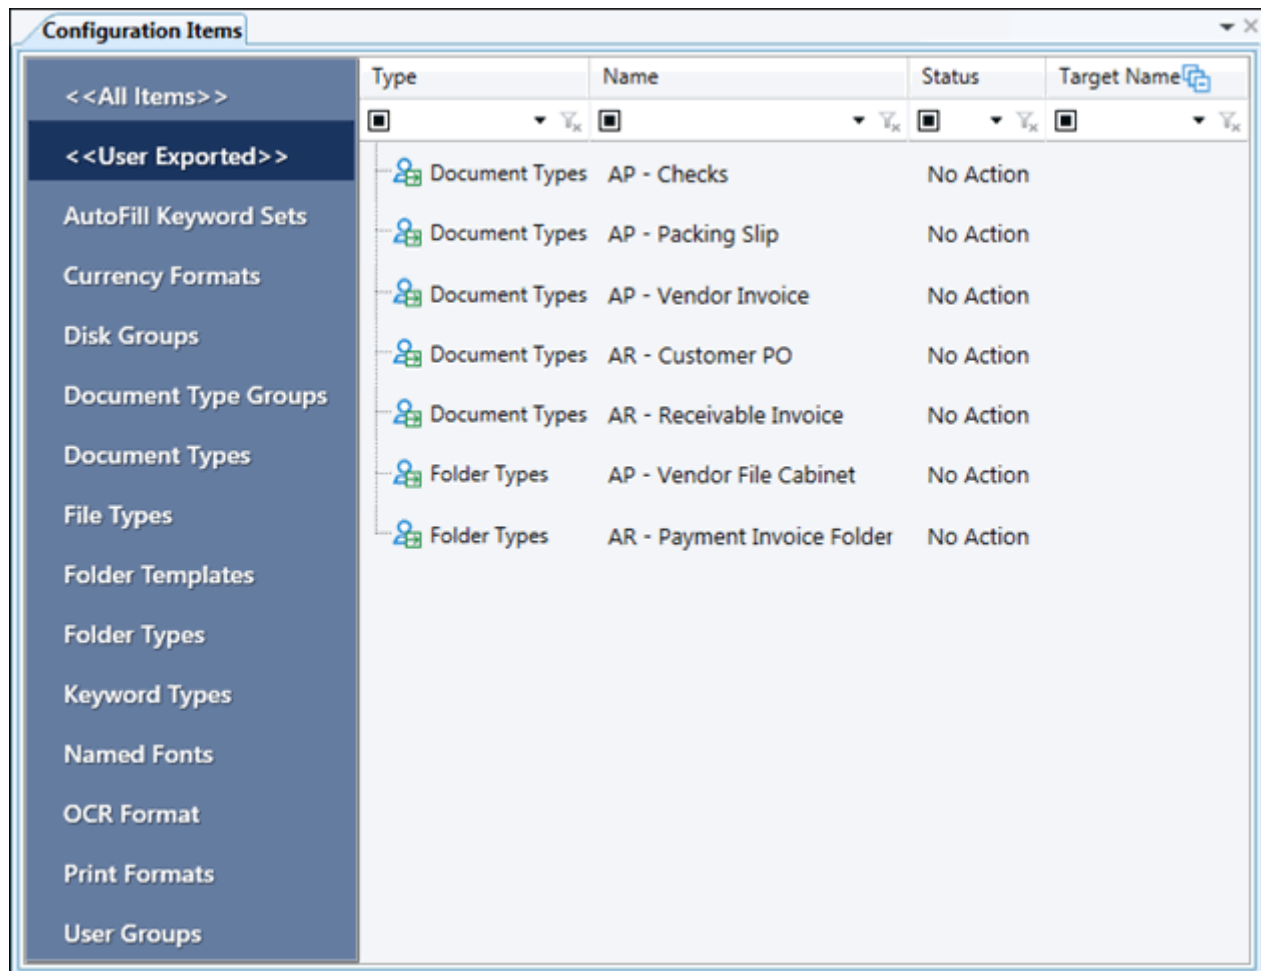 Configuration Items
<<All Items>>
<<User Exported>>
AutoFill Keyword Sets
Currency Formats
Disk Groups
Document Type Groups
Document Types
File Types
Folder Templates
Folder Types
Keyword Types
Named Fonts
OCR Format
Print Formats
User Groups
Type Name Status Target Name
Document Types AP - Checks No Action
Document Types AP - Packing Slip No Action
Document Types AP - Vendor Invoice No Action
Document Types AR - Customer PO No Action
Document Types AR - Receivable Invoice No Action
Folder Types AP - Vendor File Cabinet No Action
Folder Types AR - Payment Invoice Folder No Action